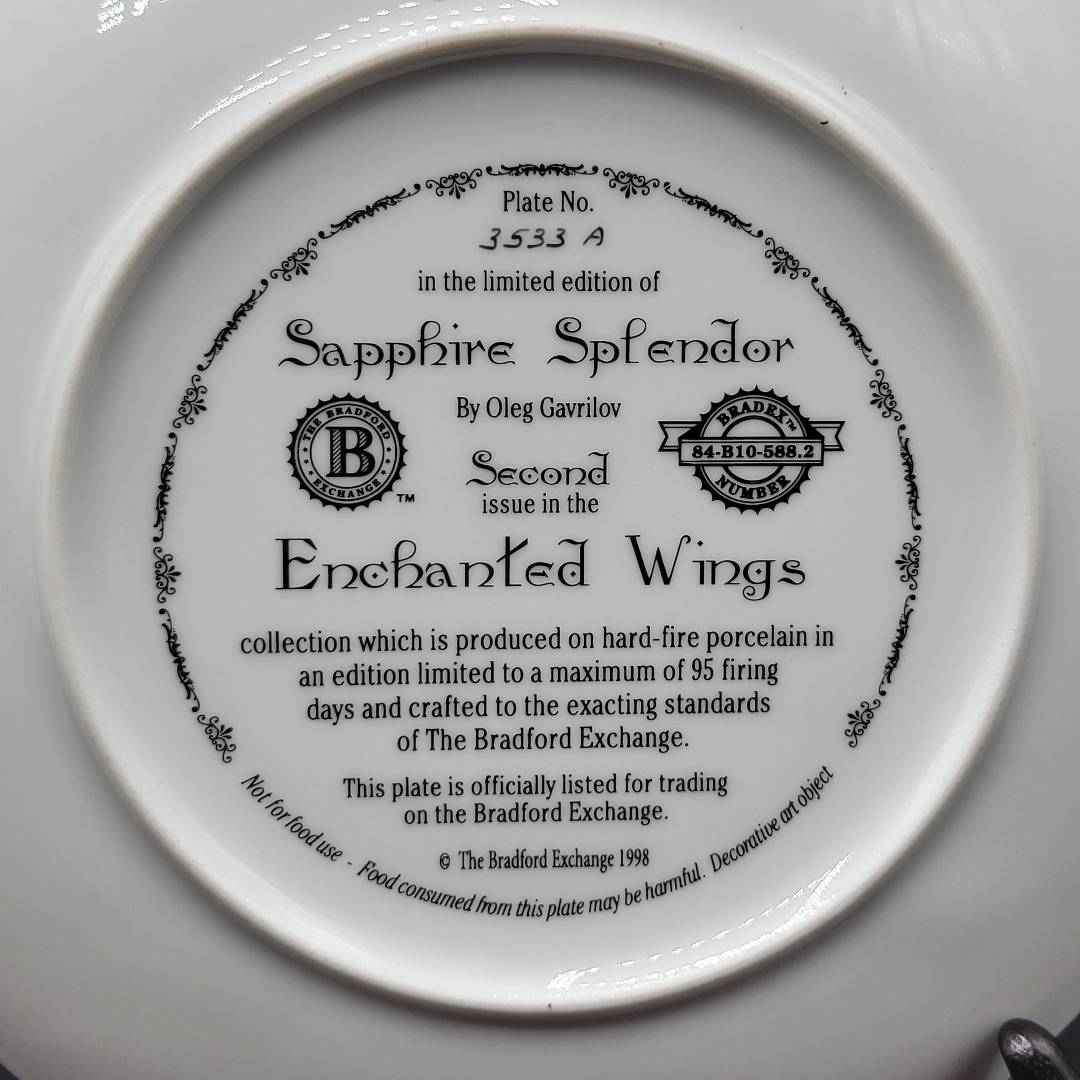 Plate No.
3533 A
in the limited edition of
Sapphire Splendor
By Oleg Gavrilov
THE BRADFORD
B
EXCHANGE
TM
BRADEX™
84-B10-588.2
NUMBER
Second
issue in the
Enchanted Wings
collection which is produced on hard-fire porcelain in
an edition limited to a maximum of 95 firing
days and crafted to the exacting standards
of The Bradford Exchange.
This plate is officially listed for trading
on the Bradford Exchange.
© The Bradford Exchange 1998
Not for food use - Food consumed from this plate may be harmful. Decorative art object